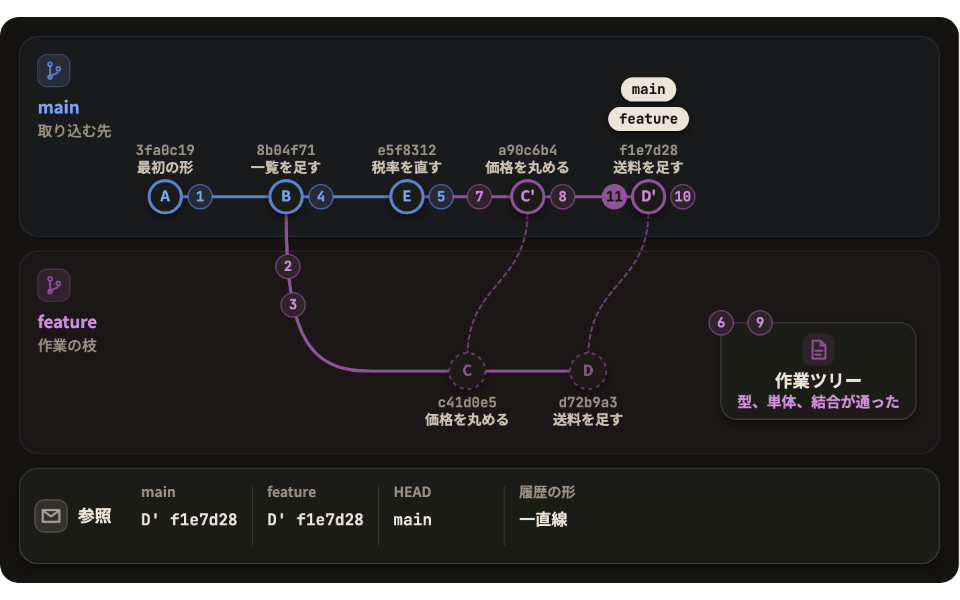 main
取り込む先
main
feature
3fa0c19
最初の形
8b04f71
一覧を足す
e5f8312
税率を直す
a90c6b4
価格を丸める
f1e7d28
送料を足す
A 1 B 4 E 5 7 C' 8 11 D' 10
2
3
feature
作業の枝
C
D
c41d0e5
価格を丸める
d72b9a3
送料を足す
6 9
作業ツリー
型、単体、結合が通った
参照
main
D' f1e7d28
feature
D' f1e7d28
HEAD
main
履歴の形
一直線